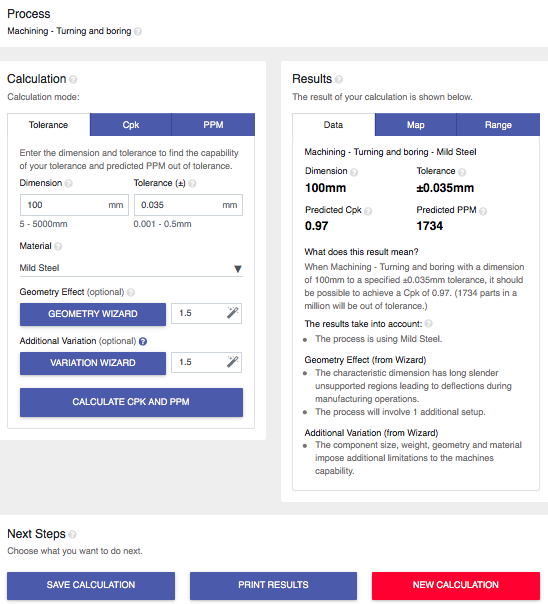 Process
Machining - Turning and boring
Calculation
Calculation mode:
Tolerance
Cpk
PPM
Enter the dimension and tolerance to find the capability
of your tolerance and predicted PPM out of tolerance.
Dimension
Tolerance (±)
100 mm
0.035 mm
5 - 5000mm
0.001 - 0.5mm
Material
Mild Steel
Geometry Effect (optional)
GEOMETRY WIZARD
1.5
Additional Variation (optional)
VARIATION WIZARD
1.5
CALCULATE CPK AND PPM
Results
The result of your calculation is shown below.
Data
Map
Range
Machining - Turning and boring - Mild Steel
Dimension
Tolerance
100mm
±0.035mm
Predicted Cpk
Predicted PPM
0.97
1734
What does this result mean?
When Machining - Turning and boring with a dimension
of 100mm to a specified ±0.035mm tolerance, it should
be possible to achieve a Cpk of 0.97. (1734 parts in a
million will be out of tolerance.)
The results take into account:
The process is using Mild Steel.
Geometry Effect (from Wizard)
The characteristic dimension has long slender
unsupported regions leading to deflections during
manufacturing operations.
The process will involve 1 additional setup.
Additional Variation (from Wizard)
The component size, weight, geometry and material
impose additional limitations to the machines
capability.
Next Steps
Choose what you want to do next.
SAVE CALCULATION
PRINT RESULTS
NEW CALCULATION